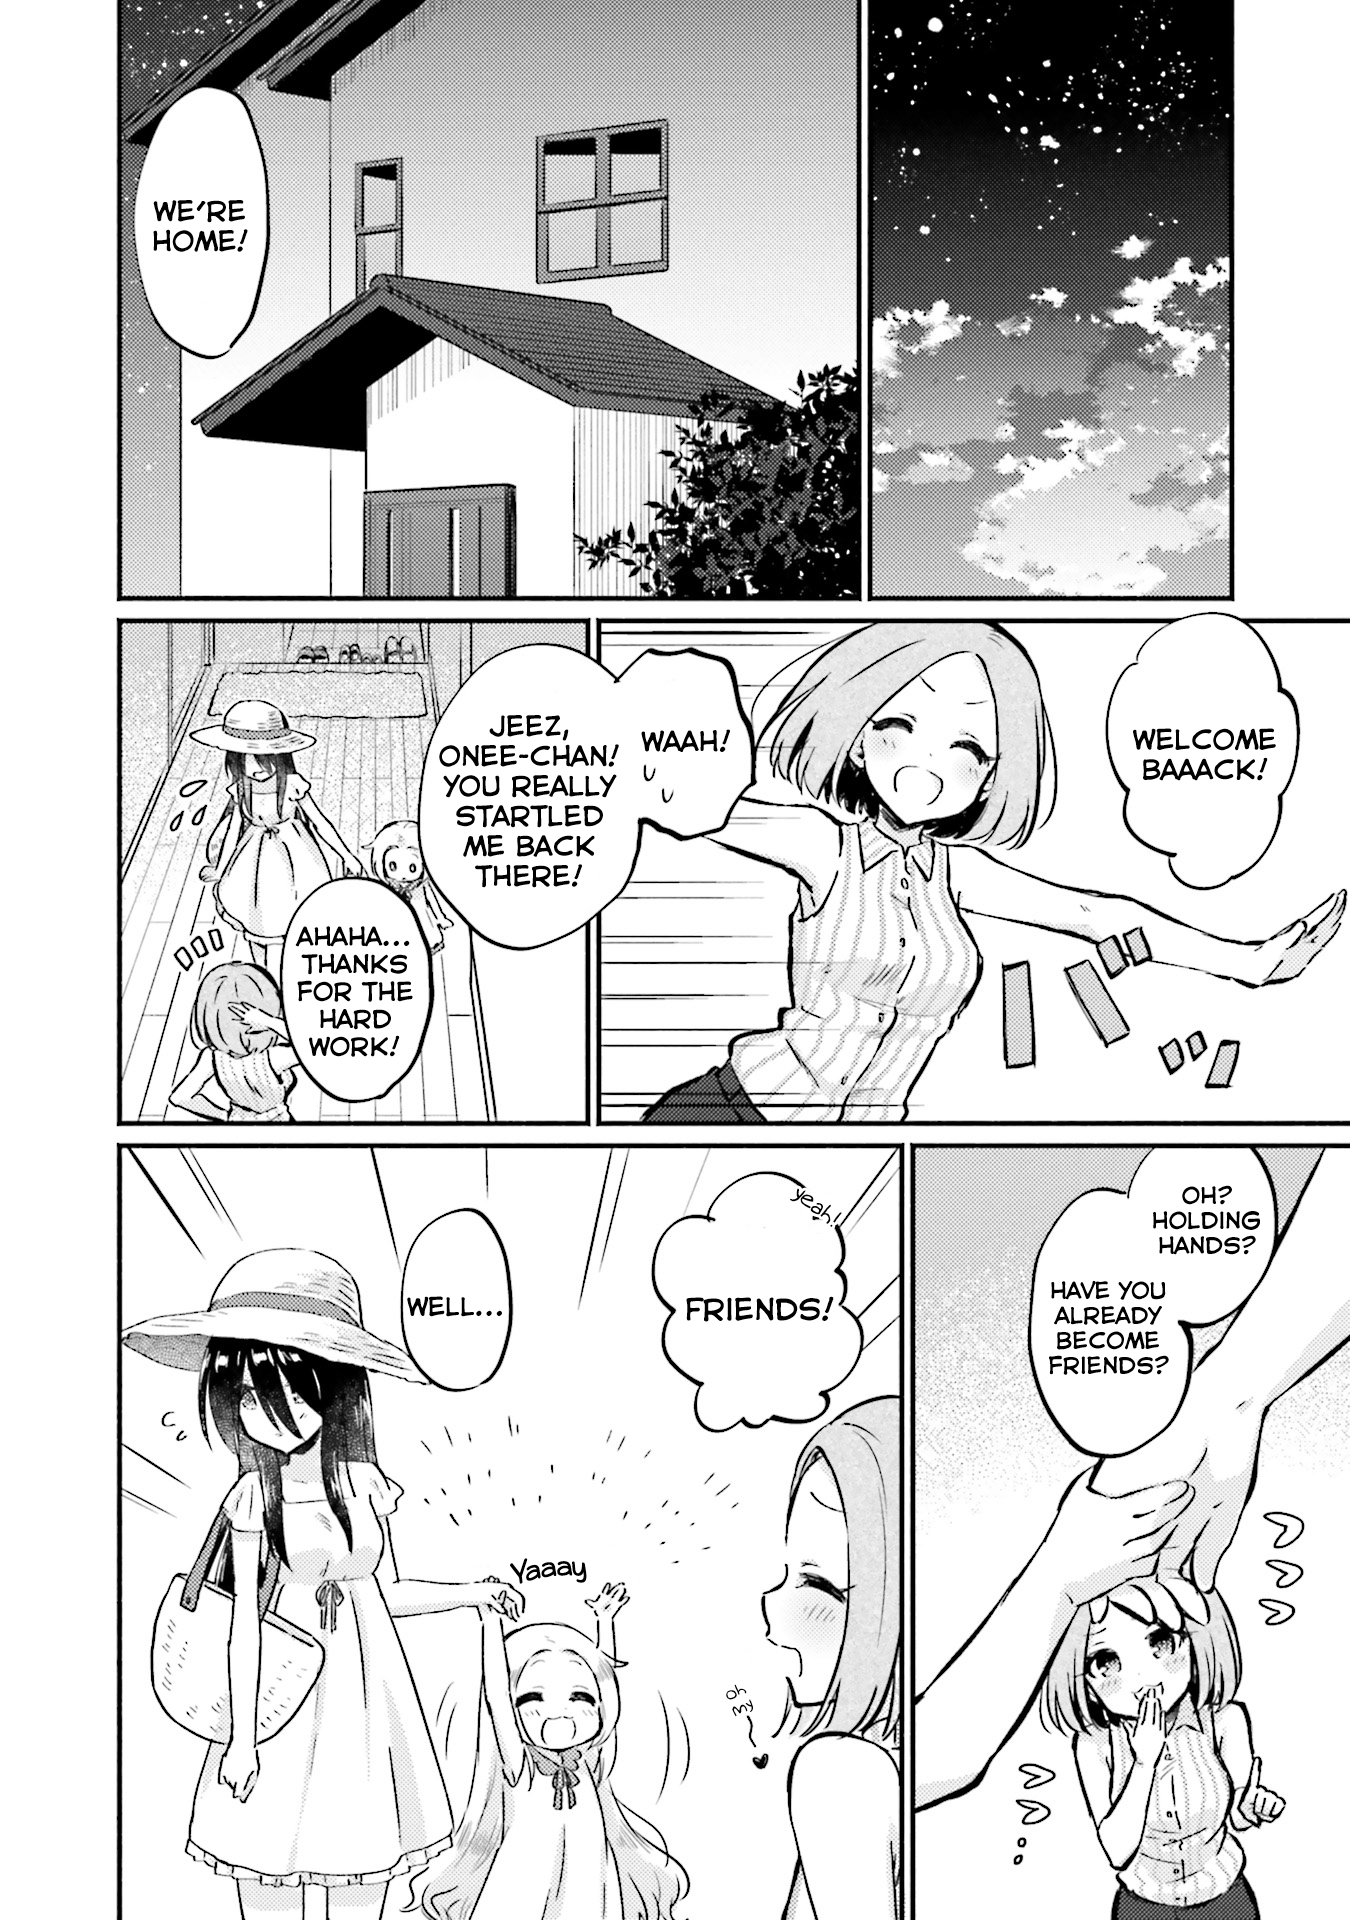 WE'RE
HOME!
WELCOME
BAAACK!
WAAH!
JEEZ,
ONEE-CHAN!
YOU REALLY
STARTLED
ME BACK
THERE!
AHAHA...
THANKS
FOR THE
HARD
WORK!
OH?
HOLDING
HANDS?
HAVE YOU
ALREADY
BECOME
FRIENDS?
yeah!
FRIENDS!
WELL...
Yaaay
oh
my